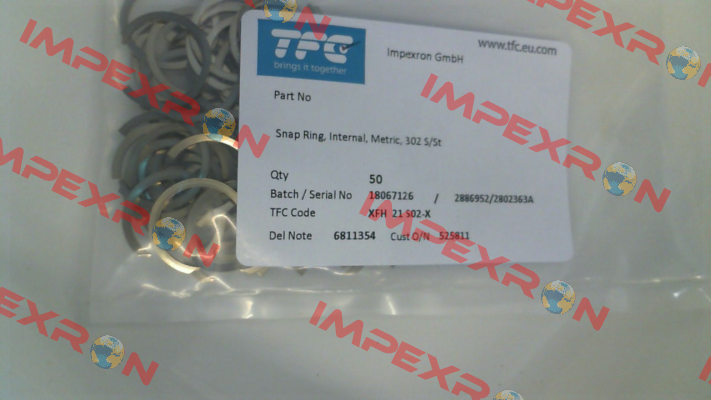 TFC
brings it together
Impexron GmbH
www.tfc.eu.com
Part No
Snap Ring, Internal, Metric, 302 S/St
Qty 50
Batch / Serial No 18067126 / 2886952/2802363A
TFC Code XFH 21 S02-X
Del Note 6811354 Cust O/N 525811
IMPEXRON
IMPEXRON
IMPEXRON
IMPEXRON
IMPEXRON
IMPEXRON